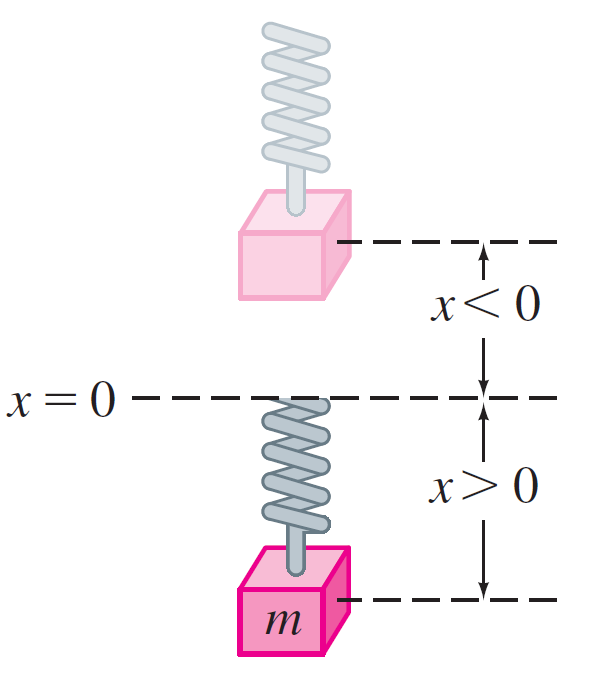 x < 0
x = 0
x > 0
m